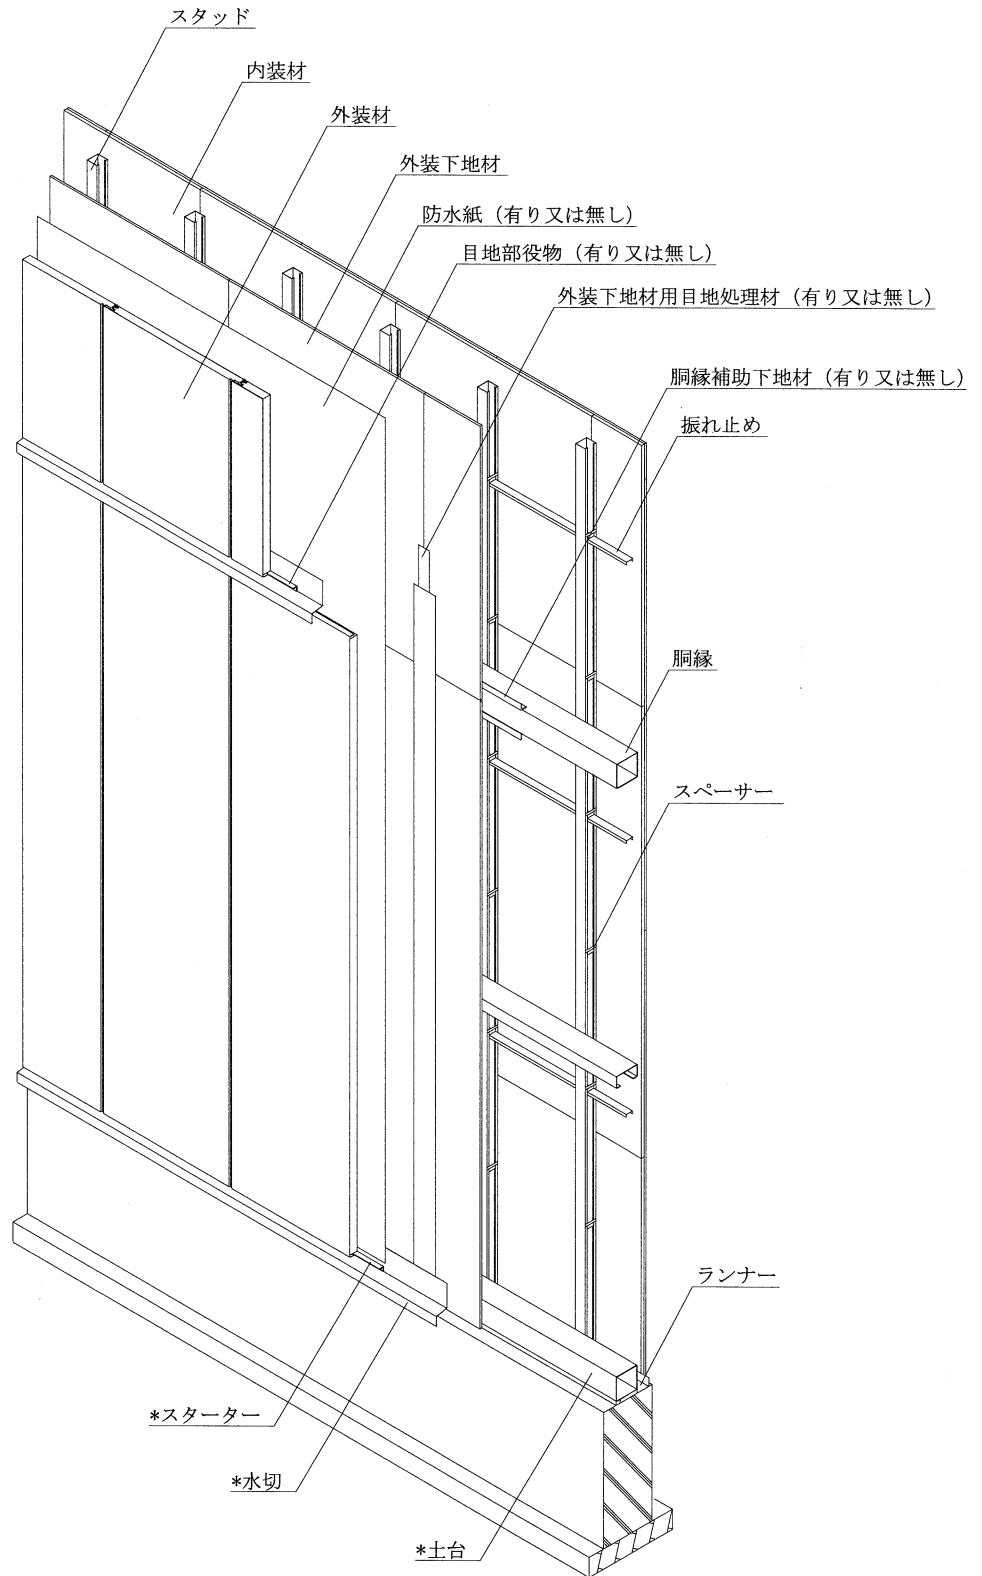 スタッド
内装材
外装材
外装下地材
防水紙（有り又は無し）
目地部役物（有り又は無し）
外装下地材用目地処理材（有り又は無し）
胴縁補助下地材（有り又は無し）
振れ止め
胴縁
スペーサー
ランナー
*スターター
*水切
*土台